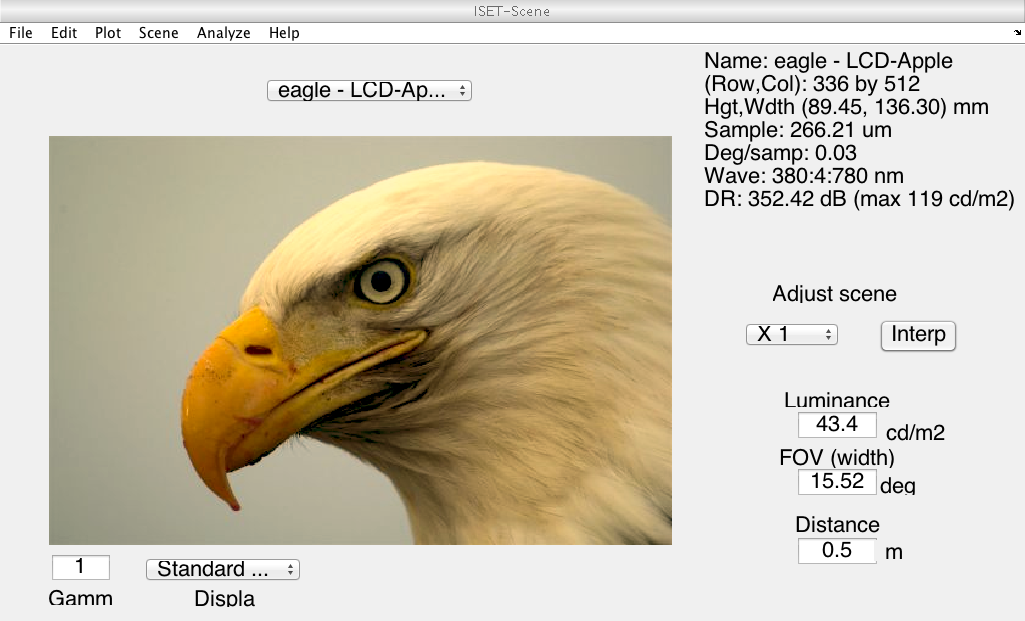 ISET-Scene
File Edit Plot Scene Analyze Help
eagle - LCD-Ap...
Name: eagle - LCD-Apple
(Row,Col): 336 by 512
Hgt,Wdth (89.45, 136.30) mm
Sample: 266.21 um
Deg/samp: 0.03
Wave: 380:4:780 nm
DR: 352.42 dB (max 119 cd/m2)
Adjust scene
X 1 Interp
Luminance
43.4 cd/m2
FOV (width)
15.52 deg
Distance
0.5 m
1 Standard ...
Gamm Displa